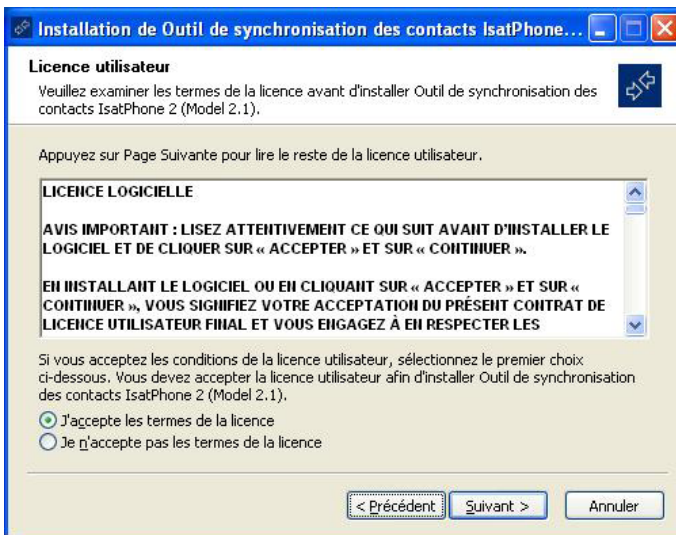 Installation de Outil de synchronisation des contacts IsatPhone...
Licence utilisateur
Veuillez examiner les termes de la licence avant d'installer Outil de synchronisation des
contacts IsatPhone 2 (Model 2.1).
Appuyez sur Page Suivante pour lire le reste de la licence utilisateur.
LICENCE LOGICIELLE
AVIS IMPORTANT : LISEZ ATTENTIVEMENT CE QUI SUIT AVANT D'INSTALLER LE
LOGICIEL ET DE CLIQUER SUR « ACCEPTER » ET SUR « CONTINUER ».
EN INSTALLANT LE LOGICIEL OU EN CLIQUANT SUR « ACCEPTER » ET SUR «
CONTINUER », VOUS SIGNIFIEZ VOTRE ACCEPTATION DU PRÉSENT CONTRAT DE
LICENCE UTILISATEUR FINAL ET VOUS ENGAGEZ À EN RESPECTER LES
Si vous acceptez les conditions de la licence utilisateur, sélectionnez le premier choix
ci-dessous. Vous devez accepter la licence utilisateur afin d'installer Outil de synchronisation
des contacts IsatPhone 2 (Model 2.1).
J'accepte les termes de la licence
Je n'accepte pas les termes de la licence
< Précédent Suivant > Annuler